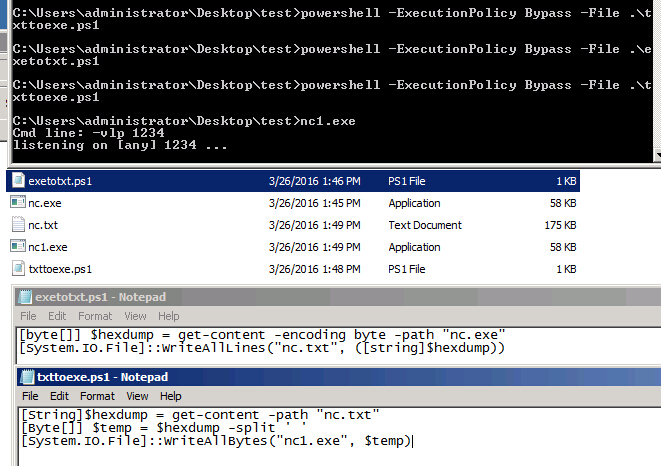 C:\Users\administrator\Desktop\test>powershell -ExecutionPolicy Bypass -File .\t
xttoexe.ps1
C:\Users\administrator\Desktop\test>powershell -ExecutionPolicy Bypass -File .\e
xetotxt.ps1
C:\Users\administrator\Desktop\test>powershell -ExecutionPolicy Bypass -File .\t
xttoexe.ps1
C:\Users\administrator\Desktop\test>nc1.exe
Cmd line: -vlp 1234
listening on [any] 1234 ...
exetotxt.ps1 3/26/2016 1:46 PM PS1 File 1 KB
nc.exe 3/26/2016 1:45 PM Application 58 KB
nc.txt 3/26/2016 1:49 PM Text Document 175 KB
nc1.exe 3/26/2016 1:49 PM Application 58 KB
txttoexe.ps1 3/26/2016 1:48 PM PS1 File 1 KB
exetotxt.ps1 - Notepad
File Edit Format View Help
[byte[]] $hexdump = get-content -encoding byte -path "nc.exe"
[System.IO.File]::WriteAllLines("nc.txt", ([string]$hexdump))
txttoexe.ps1 - Notepad
File Edit Format View Help
[String]$hexdump = get-content -path "nc.txt"
[Byte[]] $temp = $hexdump -split ' '
[System.IO.File]::WriteAllBytes("nc1.exe", $temp)